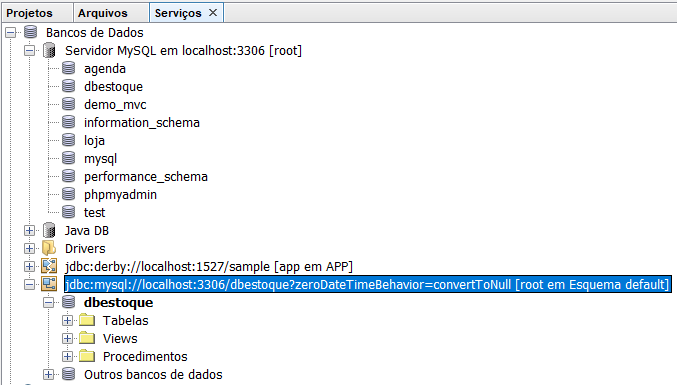 Projetos Arquivos Serviços ×
Bancos de Dados
Servidor MySQL em localhost:3306 [root]
agenda
dbestoque
demo_mvc
information_schema
loja
mysql
performance_schema
phpmyadmin
test
Java DB
Drivers
jdbc:derby://localhost:1527/sample [app em APP]
jdbc:mysql://localhost:3306/dbestoque?zeroDateTimeBehavior=convertToNull [root em Esquema default]
dbestoque
Tabelas
Views
Procedimentos
Outros bancos de dados